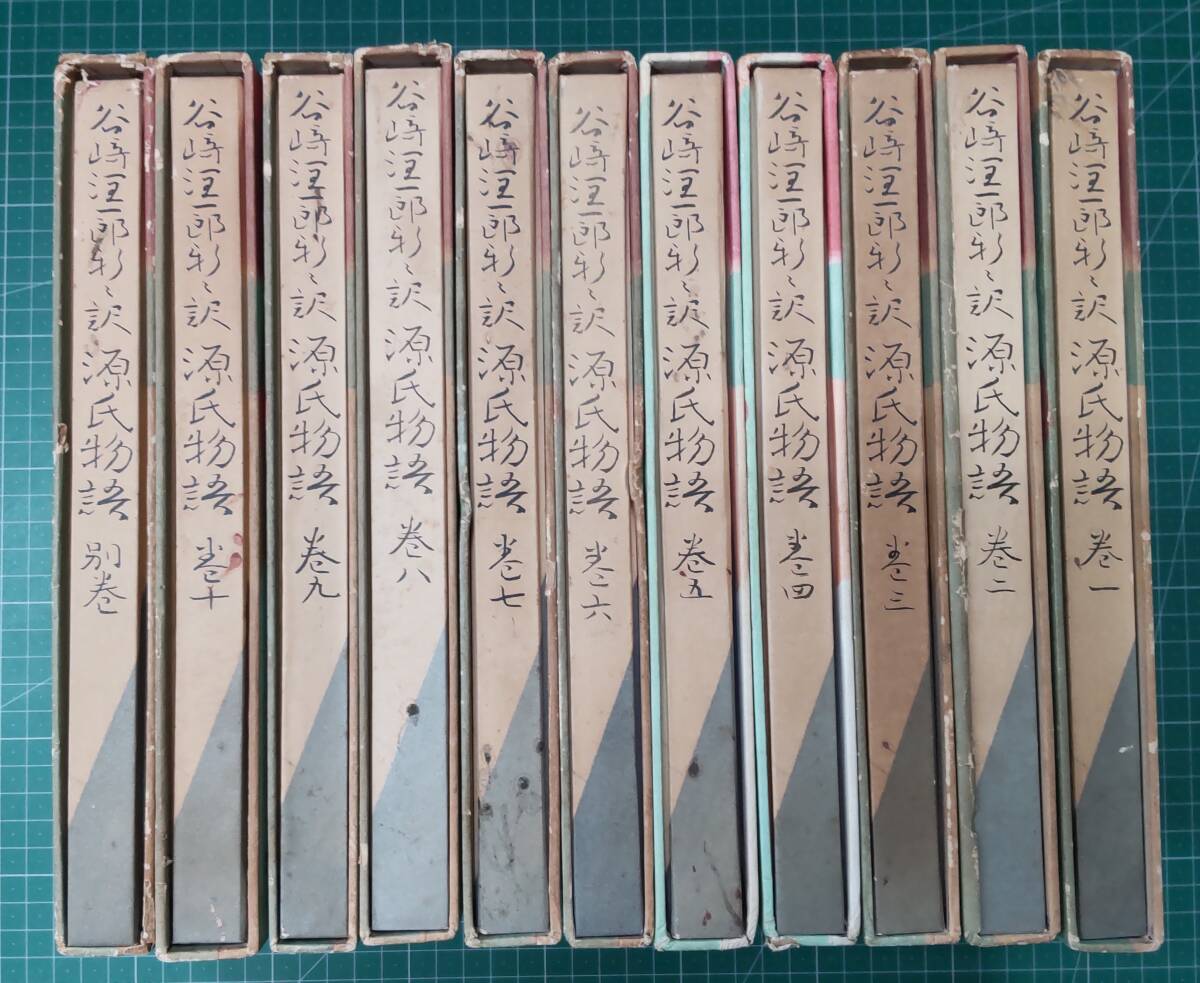 谷崎潤一郎新々訳 源氏物語 巻一
谷崎潤一郎新々訳 源氏物語 巻二
谷崎潤一郎新々訳 源氏物語 巻三
谷崎潤一郎新々訳 源氏物語 巻四
谷崎潤一郎新々訳 源氏物語 巻五
谷崎潤一郎新々訳 源氏物語 巻六
谷崎潤一郎新々訳 源氏物語 巻七
谷崎潤一郎新々訳 源氏物語 巻八
谷崎潤一郎新々訳 源氏物語 巻九
谷崎潤一郎新々訳 源氏物語 巻十
谷崎潤一郎新々訳 源氏物語 別巻